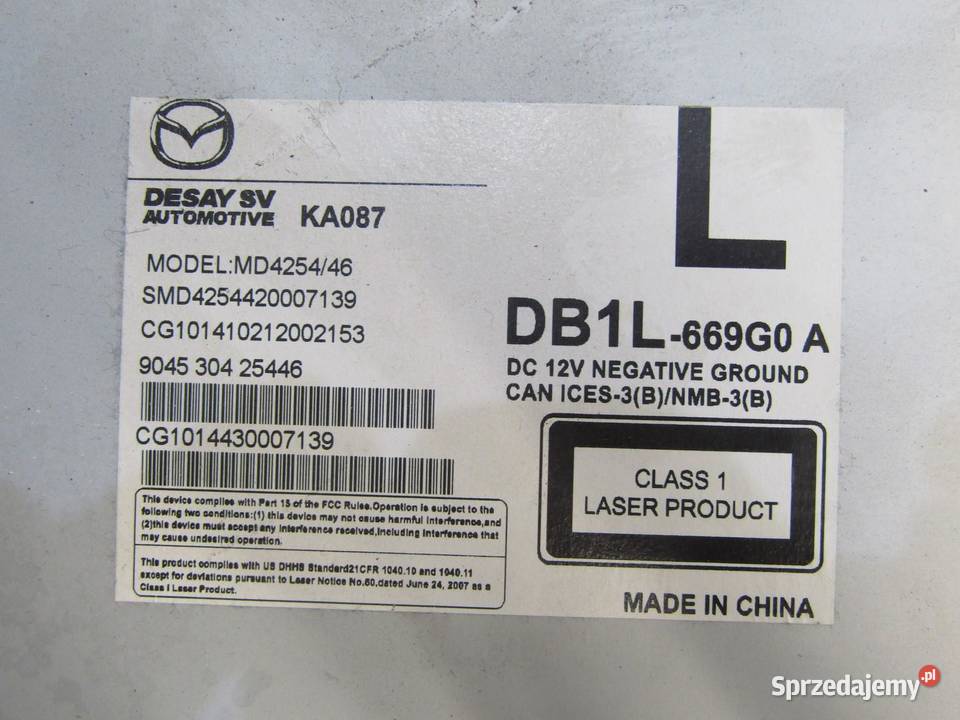 DESAY SV
AUTOMOTIVE KA087
MODEL:MD4254/46
SMD4254420007139
CG101410212002153
9045 304 25446
CG1014430007139
This device complies with Part 15 of the FCC Rules.Operation is subject to the
following two conditions:(1) this device may not cause harmful interference,and
(2)this device must accept any interference received,including interference that
may cause undesired operation.
This product complies with US DHHS Standard21CFR 1040.10 and 1040.11
except for deviations pursuant to Laser Notice No.50,dated June 24, 2007 as a
Class I Laser Product.
L
DB1L-669G0 A
DC 12V NEGATIVE GROUND
CAN ICES-3(B)/NMB-3(B)
CLASS 1
LASER PRODUCT
MADE IN CHINA
Sprzedajemy.pl